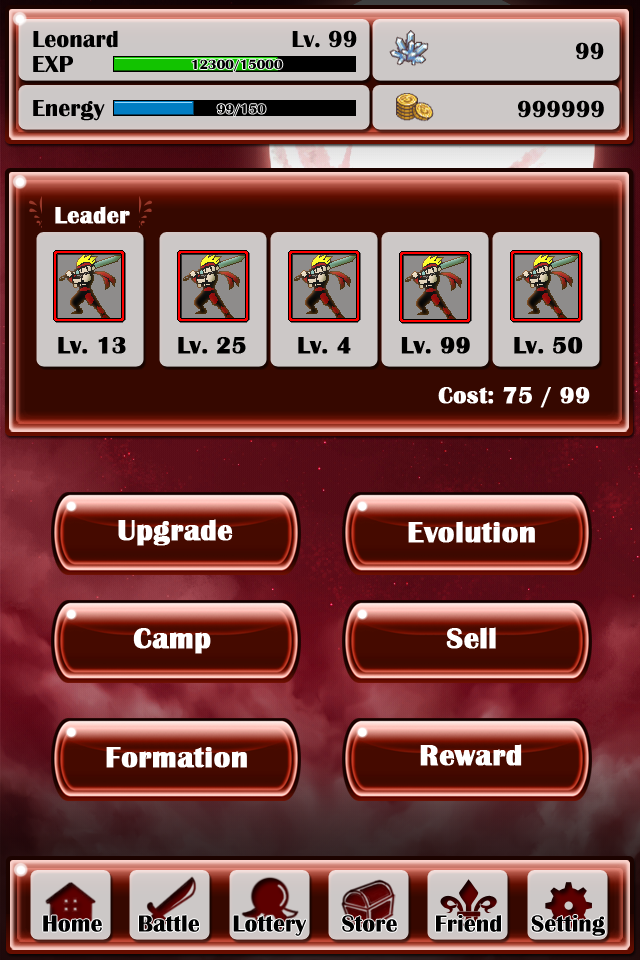 Leonard Lv. 99
EXP 12300/15000
99
Energy 99/150
999999
Leader
Lv. 13 Lv. 25 Lv. 4 Lv. 99 Lv. 50
Cost: 75 / 99
Upgrade Evolution
Camp Sell
Formation Reward
Home Battle Lottery Store Friend Setting